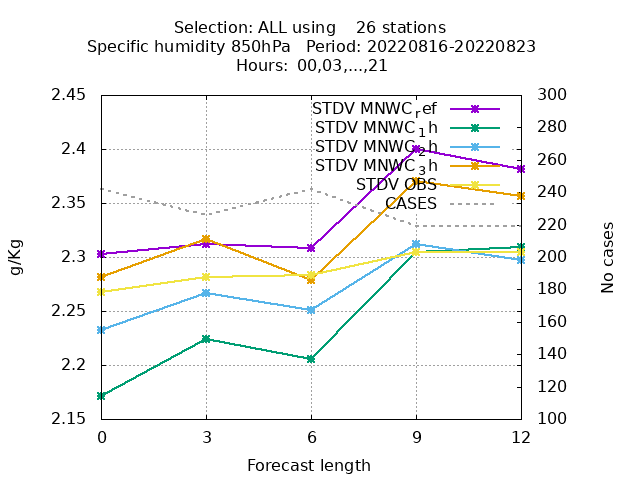 Selection: ALL using    26 stations
Specific humidity 850hPa   Period: 20220816-20220823
Hours:  00,03,...,21
2.45
2.4
2.35
2.3
2.25
2.2
2.15
g/Kg
STDV MNWC_ref
STDV MNWC_1h
STDV MNWC_2h
STDV MNWC_3h
STDV OBS
CASES
300
280
260
240
220
200
180
160
140
120
100
No cases
0 3 6 9 12
Forecast length